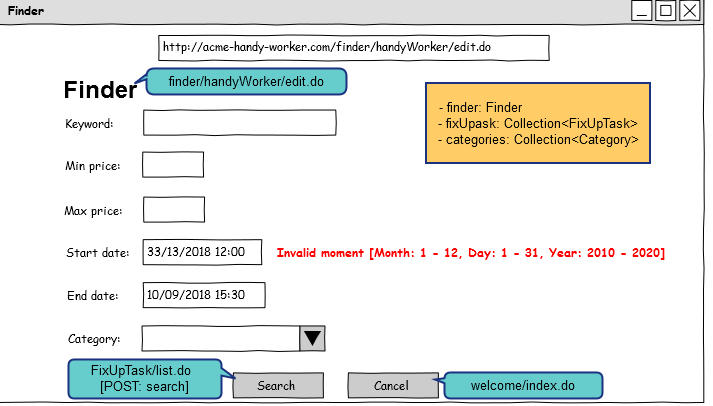 Finder
http://acme-handy-worker.com/finder/handyWorker/edit.do
Finder
finder/handyWorker/edit.do
- finder: Finder
- fixUpask: Collection<FixUpTask>
- categories: Collection<Category>
Keyword:
Min price:
Max price:
Start date: 33/13/2018 12:00 Invalid moment [Month: 1 - 12, Day: 1 - 31, Year: 2010 - 2020]
End date: 10/09/2018 15:30
Category:
FixUpTask/list.do
[POST: search]
Search
Cancel
welcome/index.do